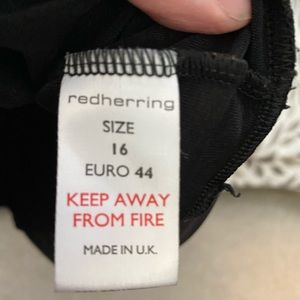 redherring
SIZE
16
EURO 44
KEEP AWAY
FROM FIRE
MADE IN U.K.